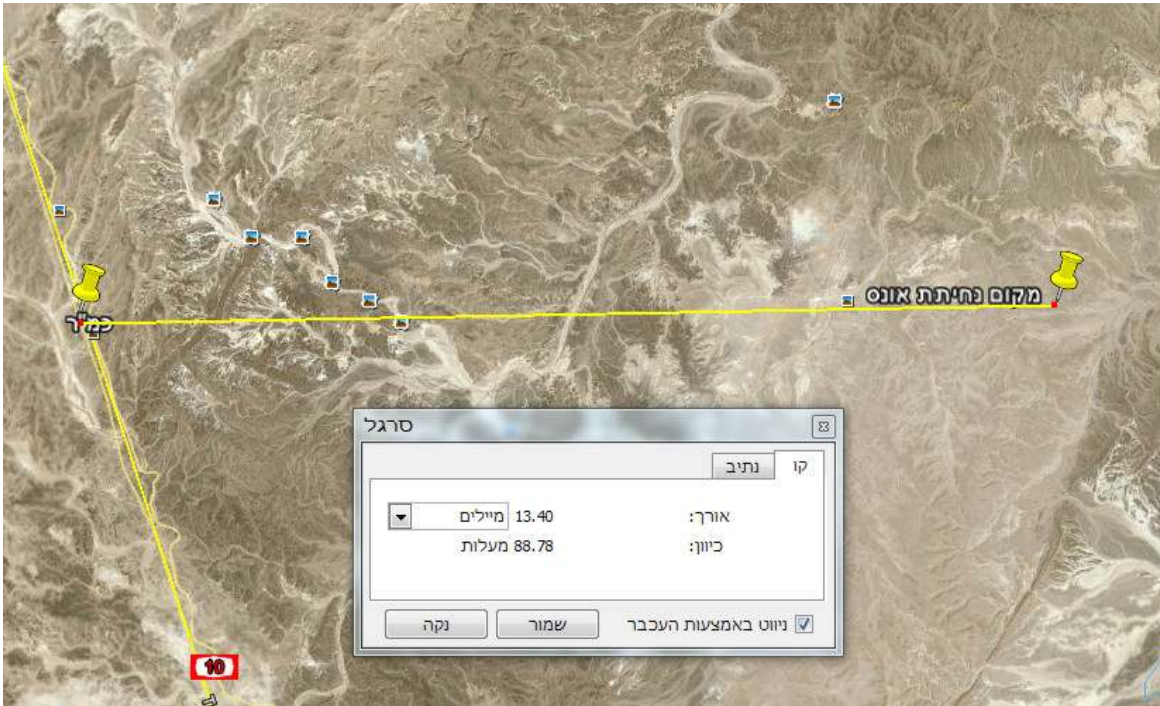 מקום נחיתת אונס
כמ"ר
סרגל
קו
נתיב
אורך: 13.40 מיילים
כיוון: 88.78 מעלות
ניווט באמצעות העכבר
שמור
נקה
10